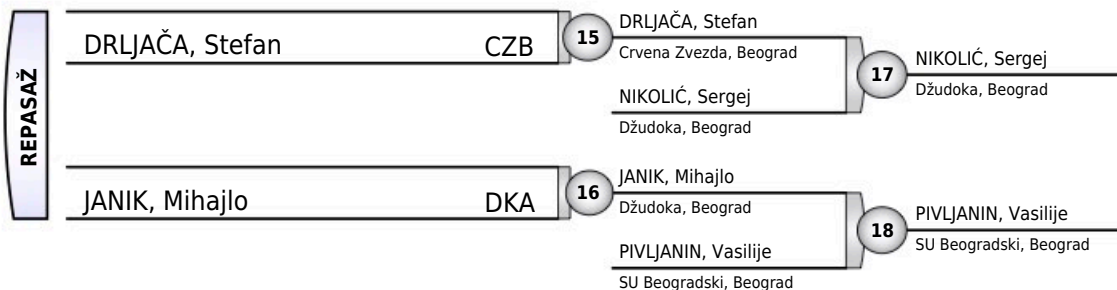 REPASAŽ
DRLJAČA, Stefan CZB
15
DRLJAČA, Stefan
Crvena Zvezda, Beograd
NIKOLIĆ, Sergej
Džudoka, Beograd
17
NIKOLIĆ, Sergej
Džudoka, Beograd
JANIK, Mihajlo DKA
16
JANIK, Mihajlo
Džudoka, Beograd
PIVLJANIN, Vasilije
SU Beogradski, Beograd
18
PIVLJANIN, Vasilije
SU Beogradski, Beograd